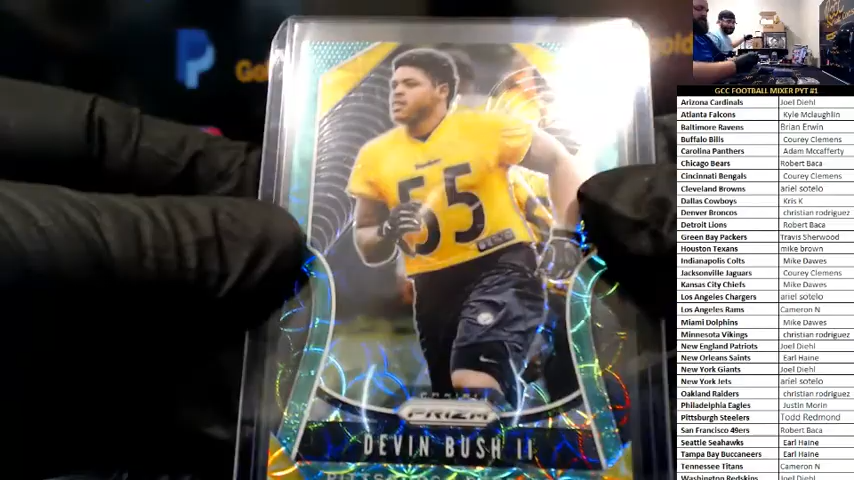 GCC FOOTBALL MIXER PYT #1
Arizona Cardinals Joel Diehl
Atlanta Falcons Kyle Mclaughlin
Baltimore Ravens Brian Erwin
Buffalo Bills Courey Clemens
Carolina Panthers Adam Mccafferty
Chicago Bears Robert Baca
Cincinnati Bengals Courey Clemens
Cleveland Browns ariel sotelo
Dallas Cowboys Kris K
Denver Broncos christian rodriguez
Detroit Lions Robert Baca
Green Bay Packers Travis Sherwood
Houston Texans mike brown
Indianapolis Colts Mike Dawes
Jacksonville Jaguars Courey Clemens
Kansas City Chiefs Mike Dawes
Los Angeles Chargers ariel sotelo
Los Angeles Rams Cameron N
Miami Dolphins Mike Dawes
Minnesota Vikings christian rodriguez
New England Patriots Joel Diehl
New Orleans Saints Earl Haine
New York Giants Joel Diehl
New York Jets ariel sotelo
Oakland Raiders christian rodriguez
Philadelphia Eagles Justin Morin
Pittsburgh Steelers Todd Redmond
San Francisco 49ers Robert Baca
Seattle Seahawks Earl Haine
Tampa Bay Buccaneers Earl Haine
Tennessee Titans Cameron N
Washington Redskins Joel Diehl
55
PRIZM
DEVIN BUSH II